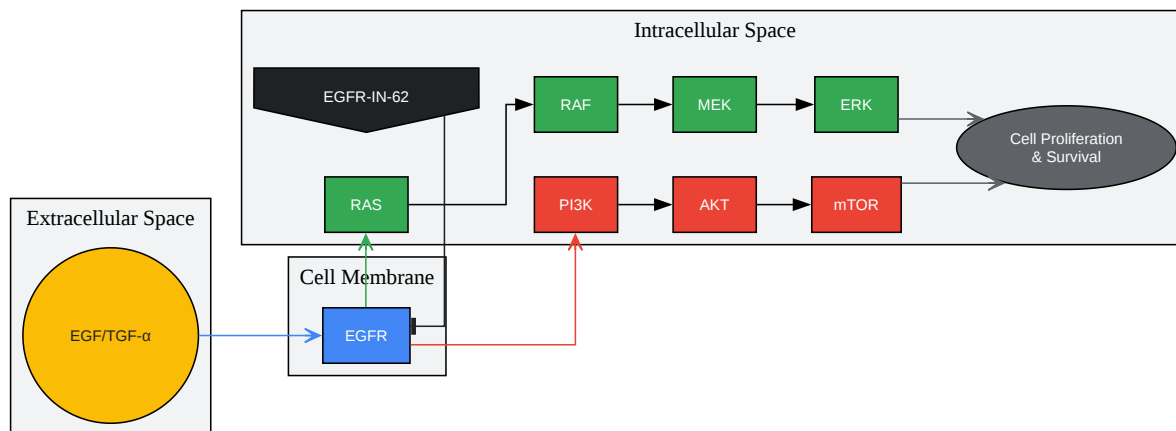 Intracellular Space
EGFR-IN-62
RAF
MEK
ERK
Cell Proliferation
& Survival
RAS
PI3K
AKT
mTOR
Extracellular Space
Cell Membrane
EGF/TGF-α
EGFR